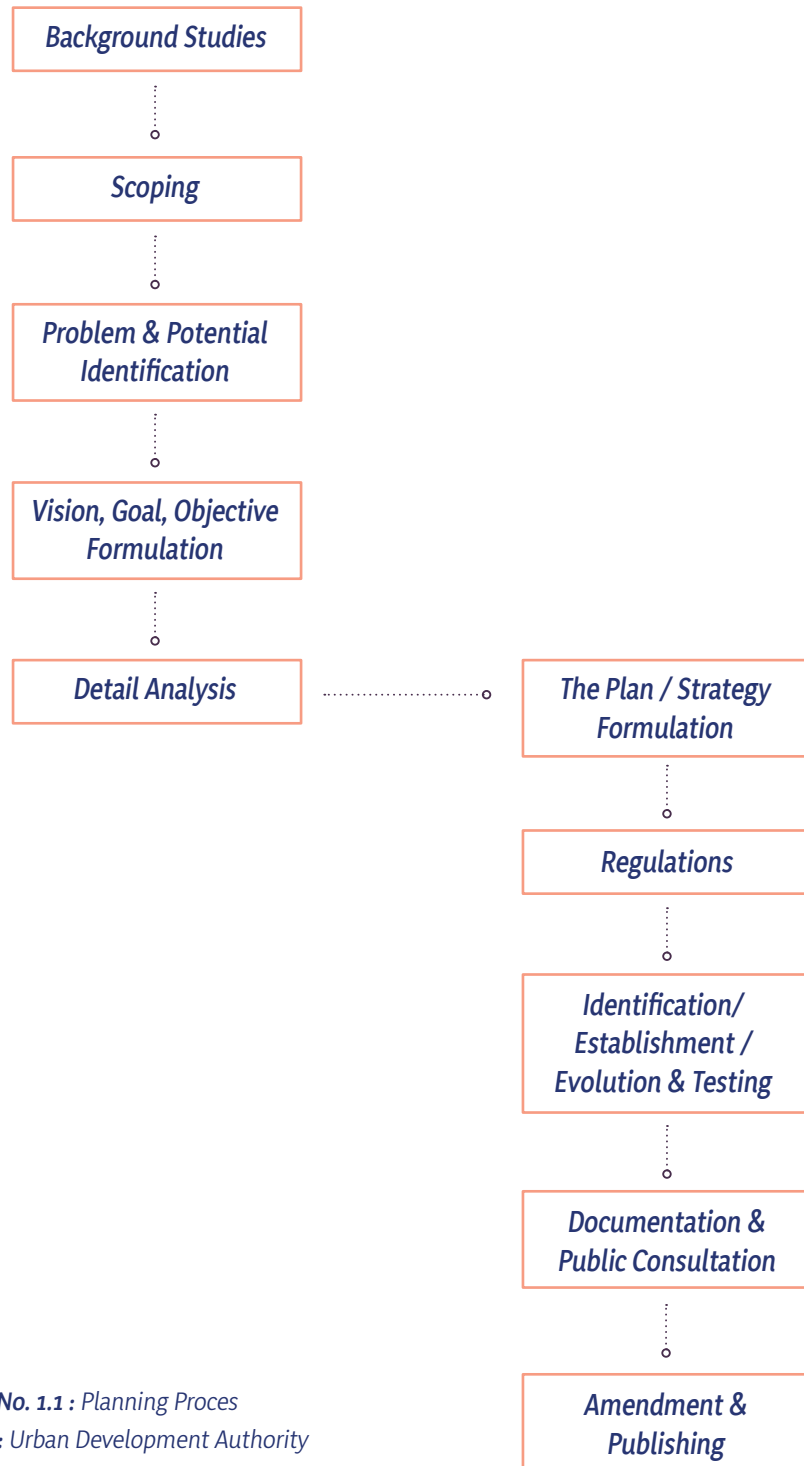 Background Studies
Scoping
Problem & Potential
Identification
Vision, Goal, Objective
Formulation
Detail Analysis
The Plan / Strategy
Formulation
Regulations
Identification/
Establishment /
Evolution & Testing
Documentation &
Public Consultation
Amendment &
Publishing
No. 1.1 : Planning Proces
: Urban Development Authority